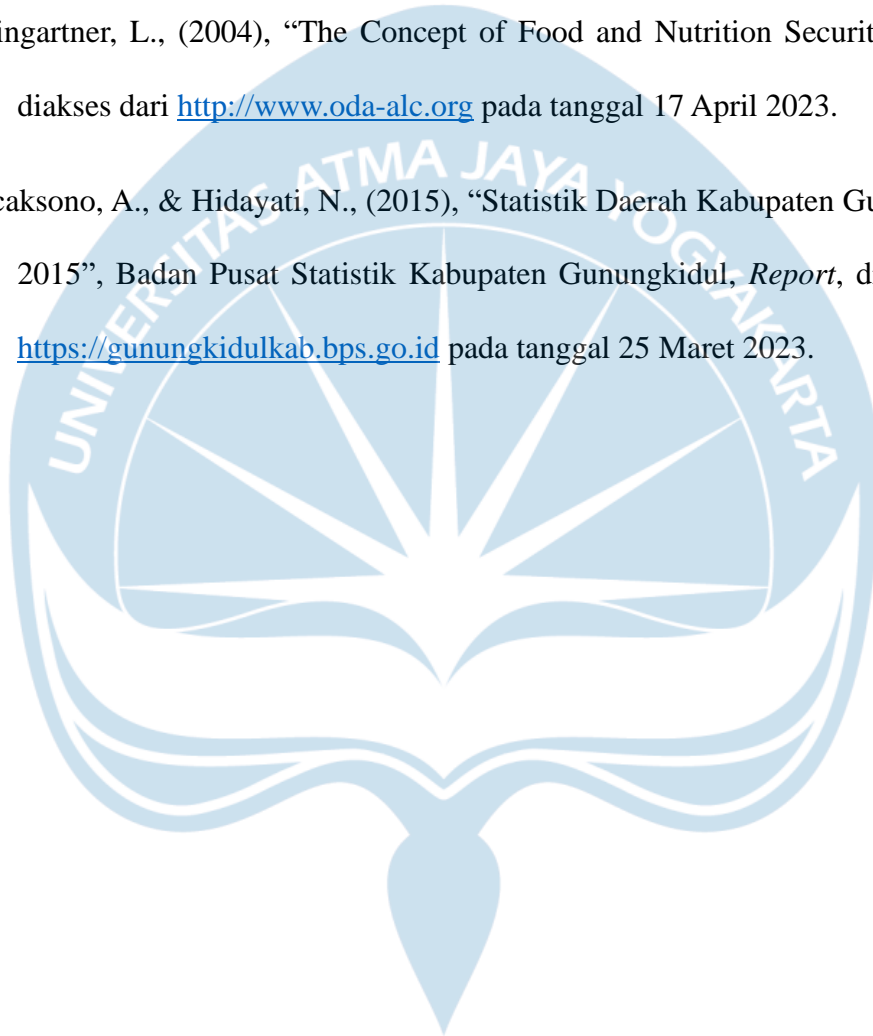 ingartner, L., (2004), “The Concept of Food and Nutrition Securit
diakses dari http://www.oda-alc.org pada tanggal 17 April 2023.
caksono, A., & Hidayati, N., (2015), “Statistik Daerah Kabupaten Gu
2015”, Badan Pusat Statistik Kabupaten Gunungkidul, Report, di
https://gunungkidulkab.bps.go.id pada tanggal 25 Maret 2023.
UNIVERSITAS ATMA JAYA YOGYAKARTA